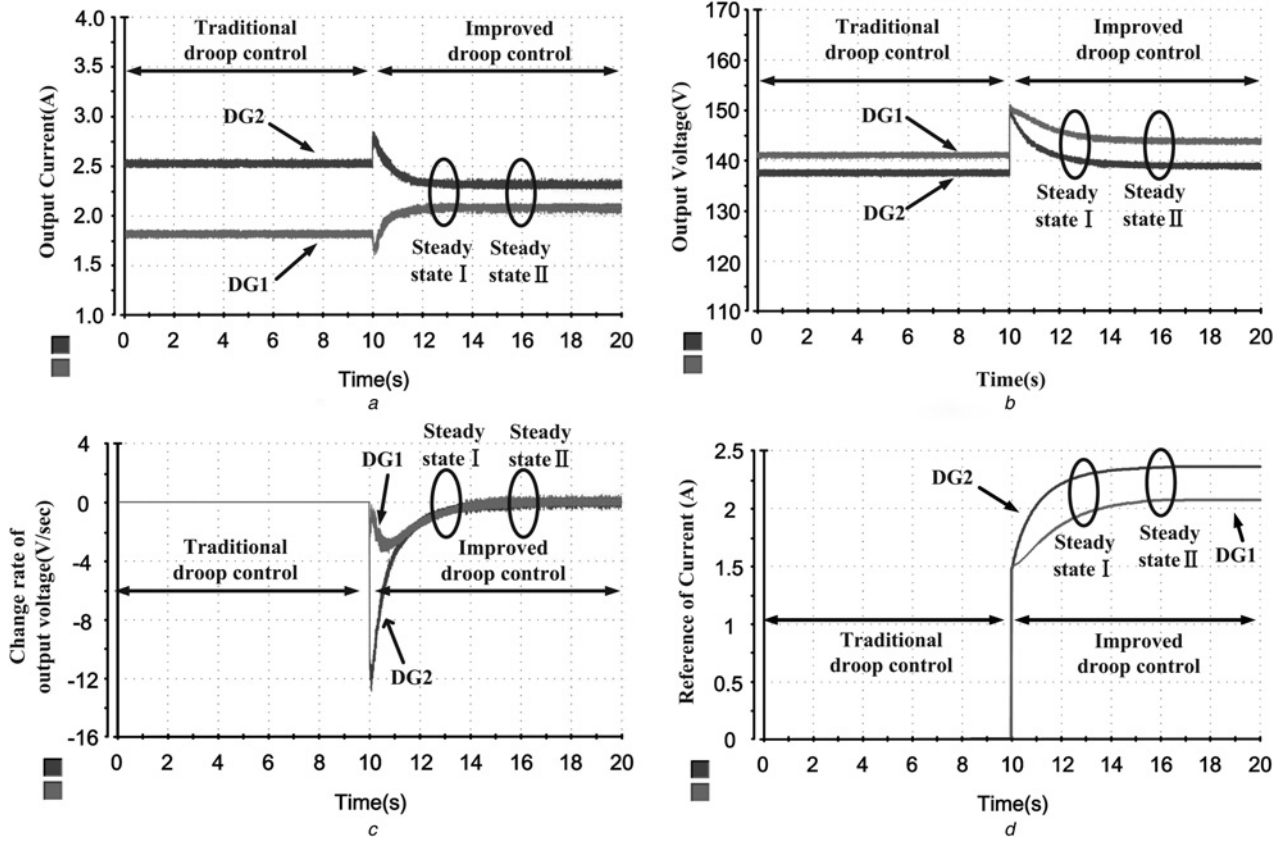 4.0
3.5
3.0
2.5
2.0
1.5
1.0
Output Current(A)
Traditional
droop control
Improved
droop control
DG2
DG1
Steady
state I
Steady
state II
0 2 4 6 8 10 12 14 16 18 20
Time(s)
a
170
160
150
140
130
120
110
Output Voltage(V)
Traditional
droop control
Improved
droop control
DG1
DG2
Steady
state I
Steady
state II
0 2 4 6 8 10 12 14 16 18 20
Time(s)
b
4
0
-4
-8
-12
-16
Change rate of
output voltage(V/sec)
DG1
Steady
state I
Steady
state II
Traditional
droop control
Improved
droop control
DG2
0 2 4 6 8 10 12 14 16 18 20
Time(s)
c
2.5
2
1.5
1
0.5
0
Reference of Current (A)
DG2
Steady
state I
Steady
state II
DG1
Traditional
droop control
Improved
droop control
0 2 4 6 8 10 12 14 16 18 20
Time(s)
d